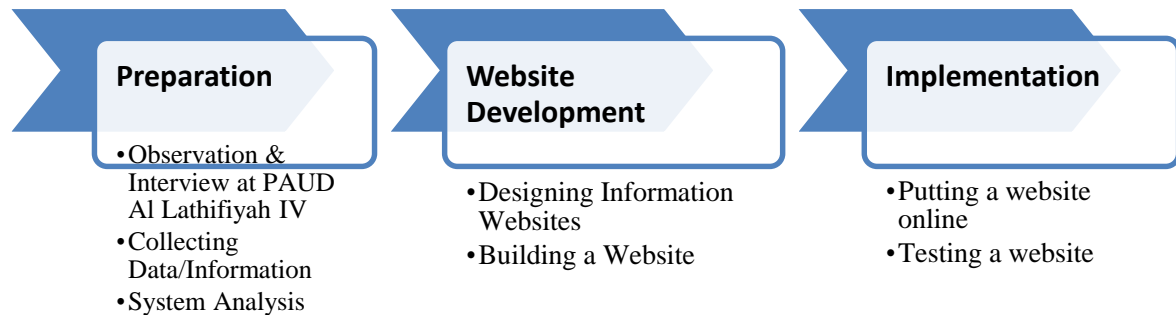 Preparation
•Observation &
Interview at PAUD
Al Lathifiyah IV
•Collecting
Data/Information
•System Analysis
Website
Development
•Designing Information
Websites
•Building a Website
Implementation
•Putting a website
online
•Testing a website